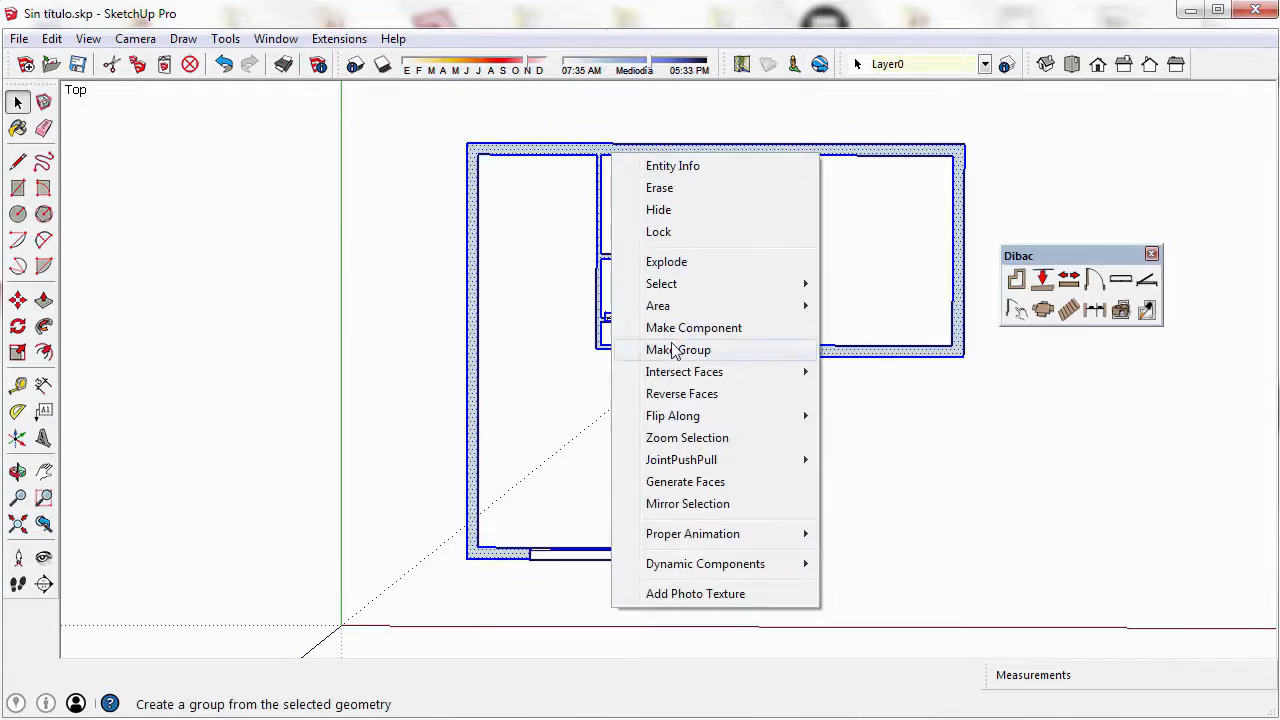 Sin título.skp - SketchUp Pro
File Edit View Camera Draw Tools Window Extensions Help
E F M A M J J A S O N D
07:35 AM Mediodía 05:33 PM
Layer0
Top
Entity Info
Erase
Hide
Lock
Dibac
Explode
Select
Area
Make Component
Make Group
Intersect Faces
Reverse Faces
Flip Along
Zoom Selection
JointPushPull
Generate Faces
Mirror Selection
Proper Animation
Dynamic Components
Add Photo Texture
Measurements
Create a group from the selected geometry